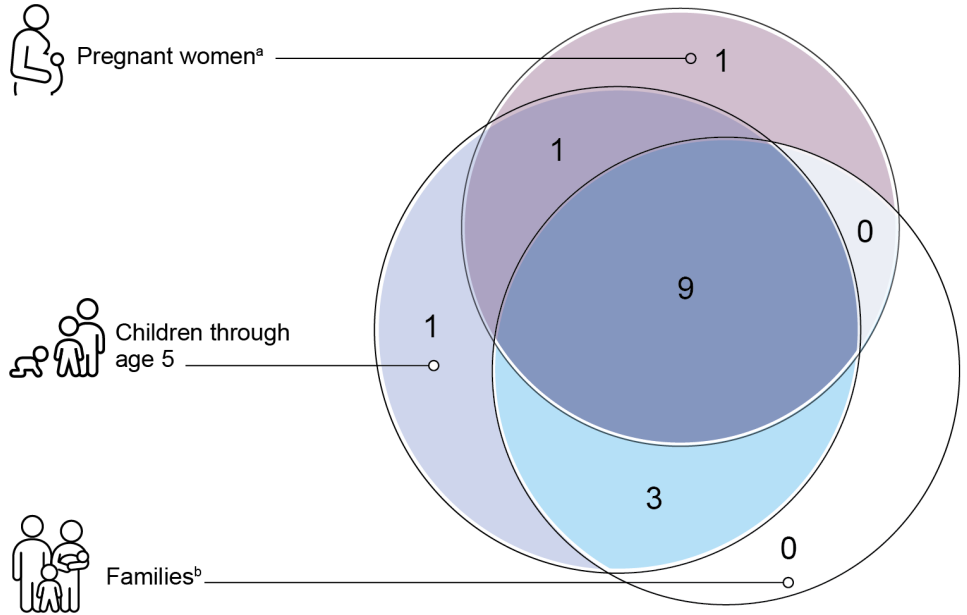 Pregnant womenᵃ
1
1
0
9
Children through
age 5
1
3
0
Familiesᵇ